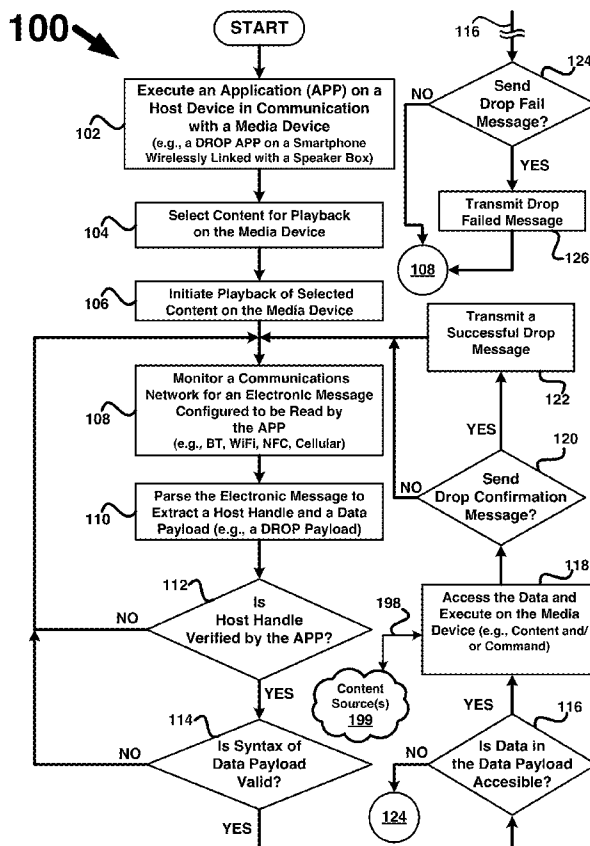 100
START
102
Execute an Application (APP) on a
Host Device in Communication
with a Media Device
(e.g., a DROP APP on a Smartphone
Wirelessly Linked with a Speaker Box)
104
Select Content for Playback
on the Media Device
106
Initiate Playback of Selected
Content on the Media Device
108
Monitor a Communications
Network for an Electronic Message
Configured to be Read by
the APP
(e.g., BT, WiFi, NFC, Cellular)
110
Parse the Electronic Message to
Extract a Host Handle and a Data
Payload (e.g., a DROP Payload)
112
Is
Host Handle
Verified by the APP?
NO
YES
114
Is Syntax of
Data Payload
Valid?
NO
YES
116
Is Data in
the Data Payload
Accesible?
NO
124
YES
118
Access the Data and
Execute on the Media
Device (e.g., Content and/
or Command)
198
Content
Source(s)
199
120
Send
Drop Confirmation
Message?
NO
YES
122
Transmit a
Successful Drop
Message
116
124
Send
Drop Fail
Message?
NO
YES
126
Transmit Drop
Failed Message
108